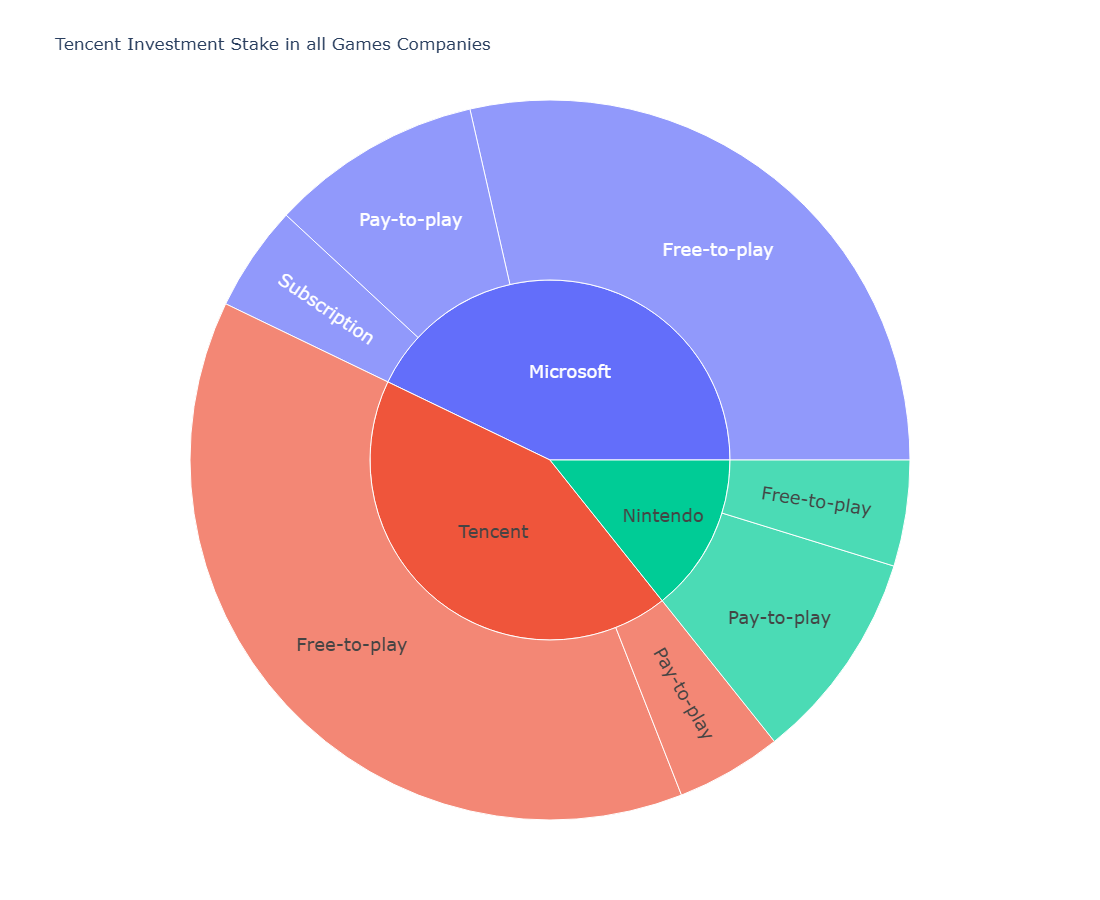 Tencent Investment Stake in all Games Companies
Pay-to-play
Free-to-play
Subscription
Microsoft
Free-to-play
Nintendo
Tencent
Pay-to-play
Free-to-play
Pay-to-play